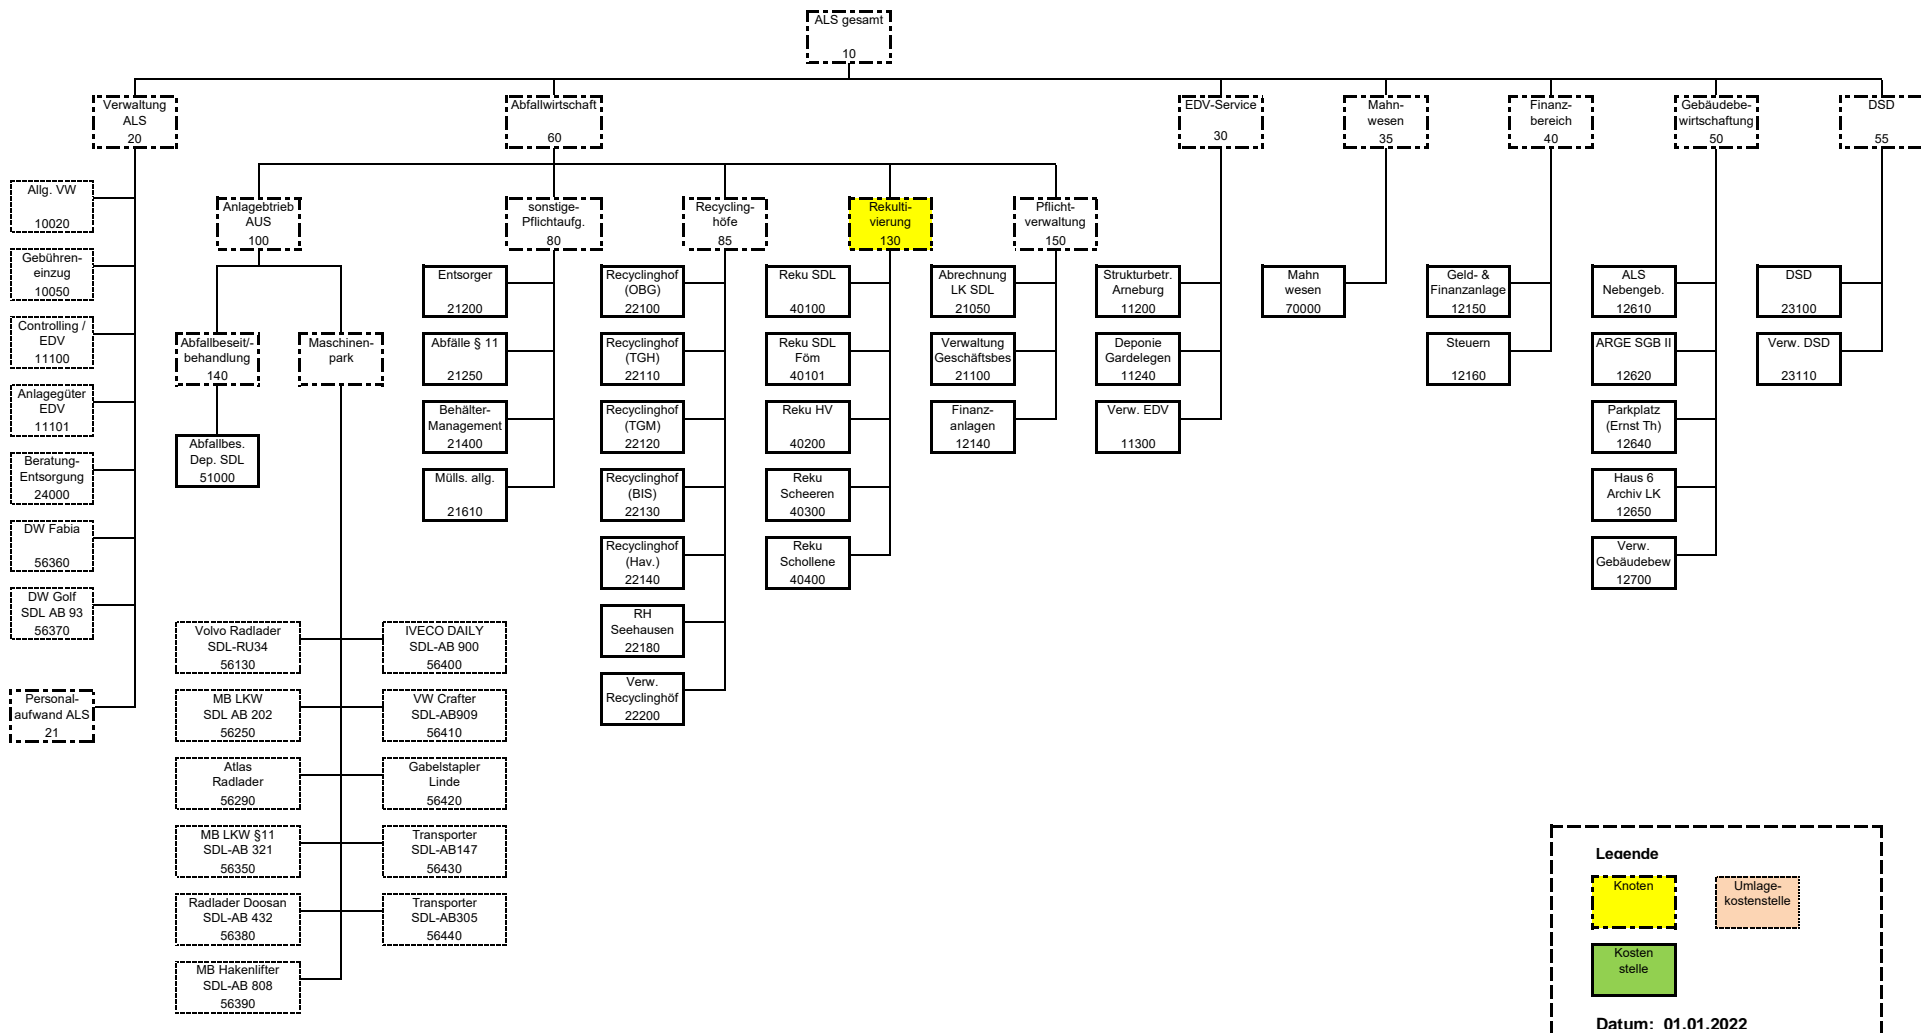 ALS gesamt
10
Verwaltung
ALS
20
Abfallwirtschaft
60
EDV-Service
30
Mahn-
wesen
35
Finanz-
bereich
40
Gebäudebe-
wirtschaftung
50
DSD
55
Allg. VW
10020
Gebühren-
einzug
10050
Controlling /
EDV
11100
Anlagegüter
EDV
11101
Beratung-
Entsorgung
24000
DW Fabia
56360
DW Golf
SDL AB 93
56370
Personal-
aufwand ALS
21
Anlagebtrieb
AUS
100
sonstige-
Pflichtaufg.
80
Recycling-
höfe
85
Rekulti-
vierung
130
Pflicht-
verwaltung
150
Abfallbeseit/-
behandlung
140
Maschinen-
park
Abfallbes.
Dep. SDL
51000
Volvo Radlader
SDL-RU34
56130
MB LKW
SDL AB 202
56250
Atlas
Radlader
56290
MB LKW §11
SDL-AB 321
56350
Radlader Doosan
SDL-AB 432
56380
MB Hakenlifter
SDL-AB 808
56390
IVECO DAILY
SDL-AB 900
56400
VW Crafter
SDL-AB909
56410
Gabelstapler
Linde
56420
Transporter
SDL-AB147
56430
Transporter
SDL-AB305
56440
Entsorger
21200
Abfälle § 11
21250
Behälter-
Management
21400
Mülls. allg.
21610
Recyclinghof
(OBG)
22100
Recyclinghof
(TGH)
22110
Recyclinghof
(TGM)
22120
Recyclinghof
(BIS)
22130
Recyclinghof
(Hav.)
22140
RH
Seehausen
22180
Verw.
Recyclinghöf
22200
Reku SDL
40100
Reku SDL
Föm
40101
Reku HV
40200
Reku
Scheeren
40300
Reku
Schollene
40400
Abrechnung
LK SDL
21050
Verwaltung
Geschäftsbes
21100
Finanz-
anlagen
12140
Strukturbetr.
Arneburg
11200
Deponie
Gardelegen
11240
Verw. EDV
11300
Mahn
wesen
70000
Geld- &
Finanzanlage
12150
Steuern
12160
ALS
Nebengeb.
12610
ARGE SGB II
12620
Parkplatz
(Ernst Th)
12640
Haus 6
Archiv LK
12650
Verw.
Gebäudebew
12700
DSD
23100
Verw. DSD
23110
Legende
Knoten
Umlage-
kostenstelle
Kosten
stelle
Datum: 01.01.2022